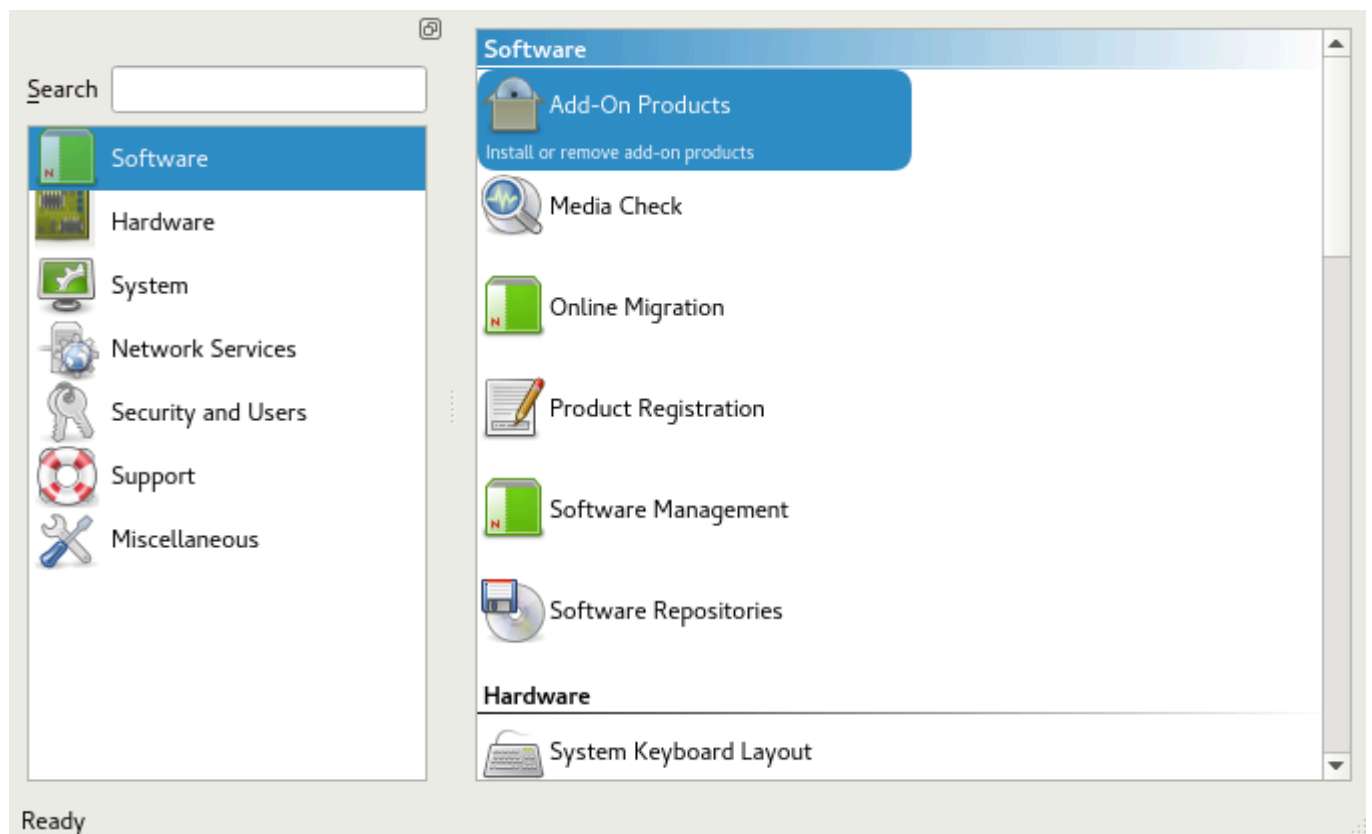 Search
Software
Hardware
System
Network Services
Security and Users
Support
Miscellaneous
Software
Add-On Products
Install or remove add-on products
Media Check
Online Migration
Product Registration
Software Management
Software Repositories
Hardware
System Keyboard Layout
Ready